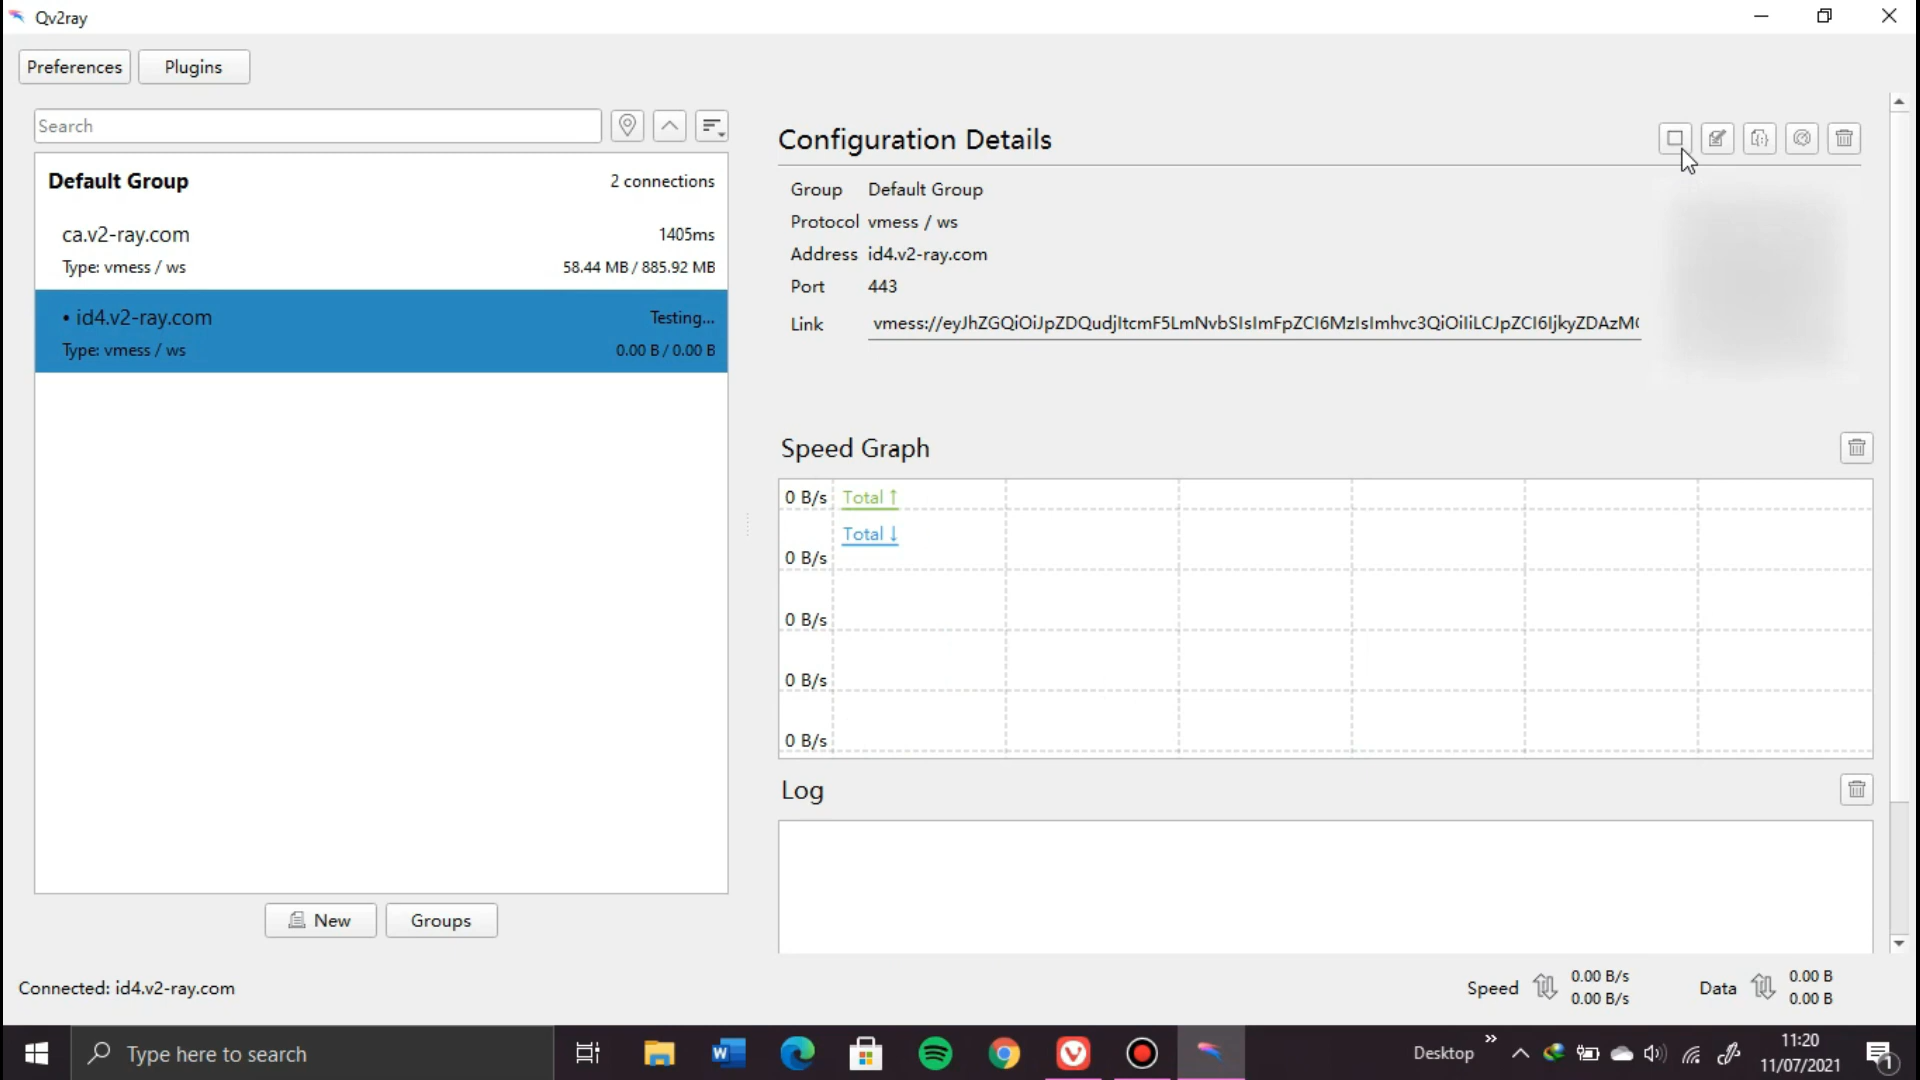 Qv2ray
Preferences
Plugins
Search
Default Group
2 connections
ca.v2-ray.com
1405ms
Type: vmess / ws
58.44 MB / 885.92 MB
• id4.v2-ray.com
Testing...
Type: vmess / ws
0.00 B / 0.00 B
New
Groups
Configuration Details
Group Default Group
Protocol vmess / ws
Address id4.v2-ray.com
Port 443
Link
Speed Graph
0 B/s
Total ↑
Total ↓
0 B/s
0 B/s
0 B/s
0 B/s
Log
Connected: id4.v2-ray.com
Speed
0.00 B/s
0.00 B/s
Data
0.00 B
0.00 B
Type here to search
Desktop
11:20
11/07/2021
1